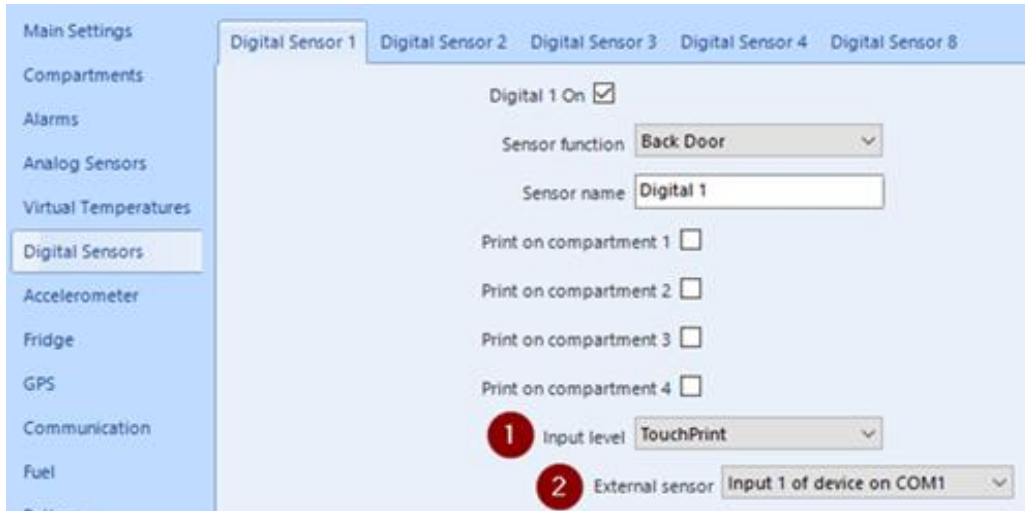 Main Settings
Compartments
Alarms
Analog Sensors
Virtual Temperatures
Digital Sensors
Accelerometer
Fridge
GPS
Communication
Fuel
Digital Sensor 1 Digital Sensor 2 Digital Sensor 3 Digital Sensor 4 Digital Sensor 8
Digital 1 On
Sensor function Back Door
Sensor name Digital 1
Print on compartment 1
Print on compartment 2
Print on compartment 3
Print on compartment 4
1 Input level TouchPrint
2 External sensor Input 1 of device on COM1